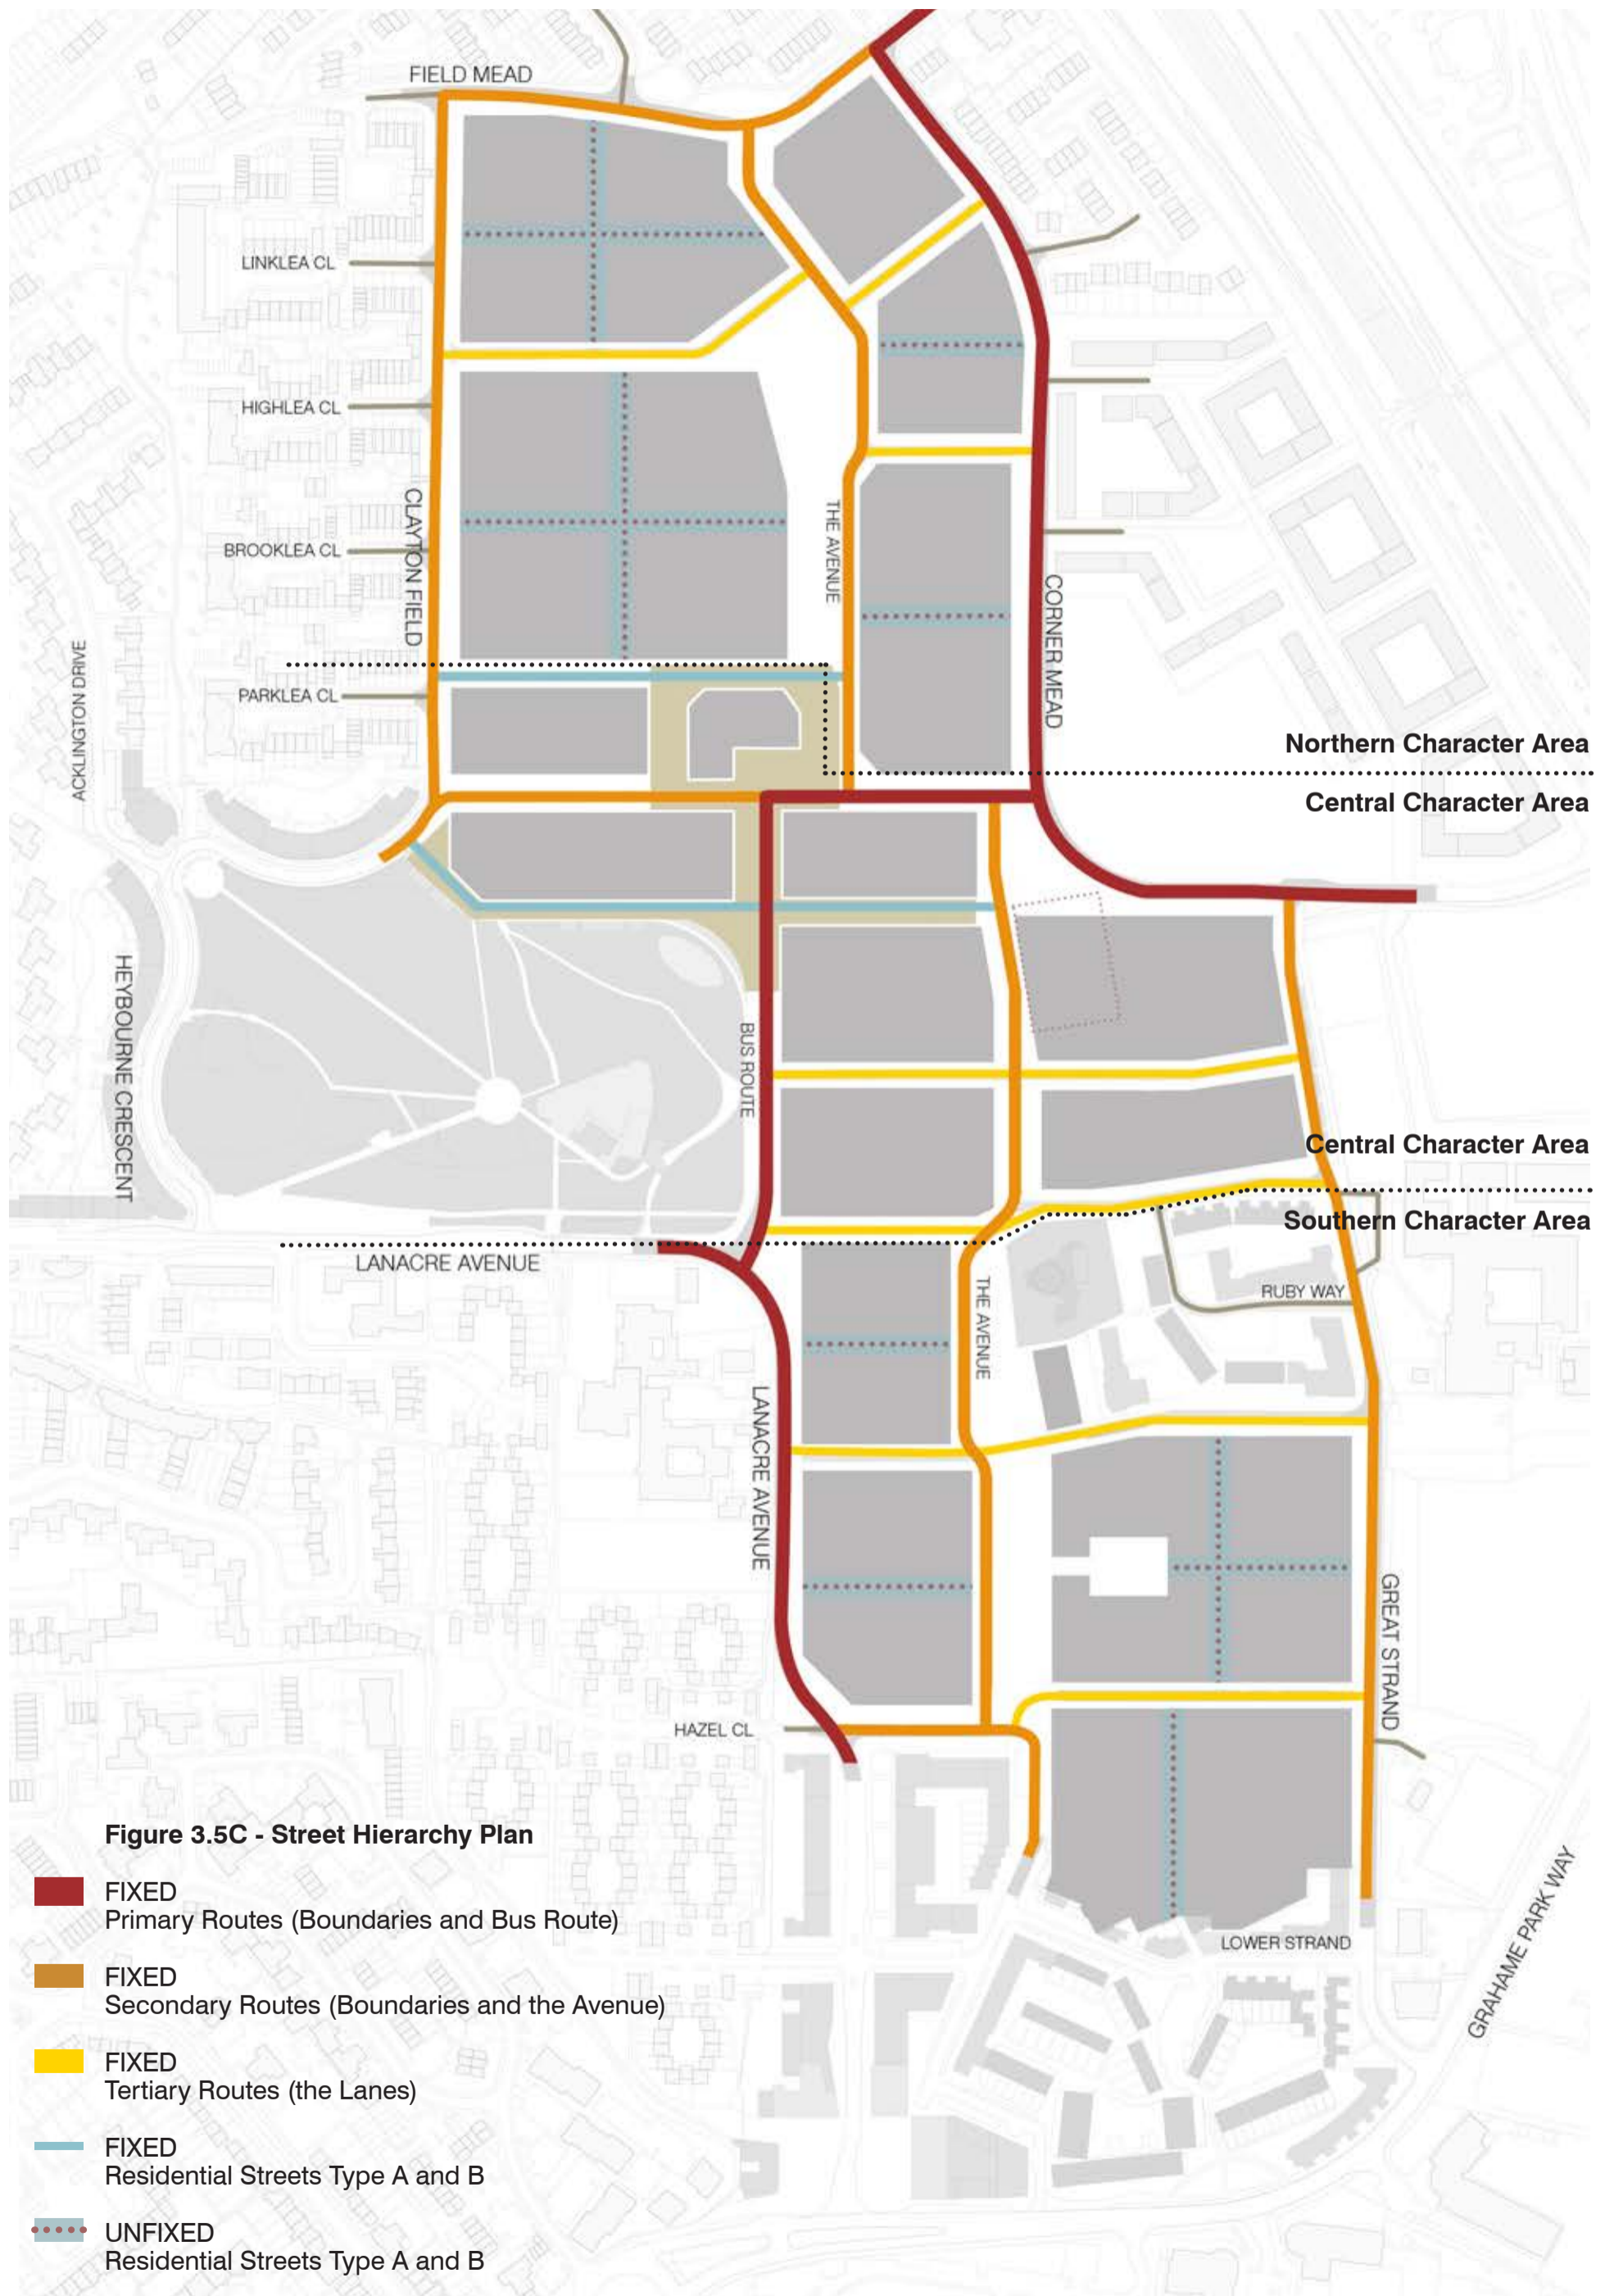 FIELD MEAD
LINKLEA CL
HIGHLEA CL
CLAYTON FIELD
THE AVENUE
BROOKLEA CL
CORNER MEAD
ACKLINGTON DRIVE
PARKLEA CL
Northern Character Area
Central Character Area
HEYBOURNE CRESCENT
BUS ROUTE
Central Character Area
Southern Character Area
LANACRE AVENUE
RUBY WAY
THE AVENUE
LANACRE AVENUE
GREAT STRAND
HAZEL CL
LOWER STRAND
GRAHAME PARK WAY
Figure 3.5C - Street Hierarchy Plan
FIXED
Primary Routes (Boundaries and Bus Route)
FIXED
Secondary Routes (Boundaries and the Avenue)
FIXED
Tertiary Routes (the Lanes)
FIXED
Residential Streets Type A and B
UNFIXED
Residential Streets Type A and B